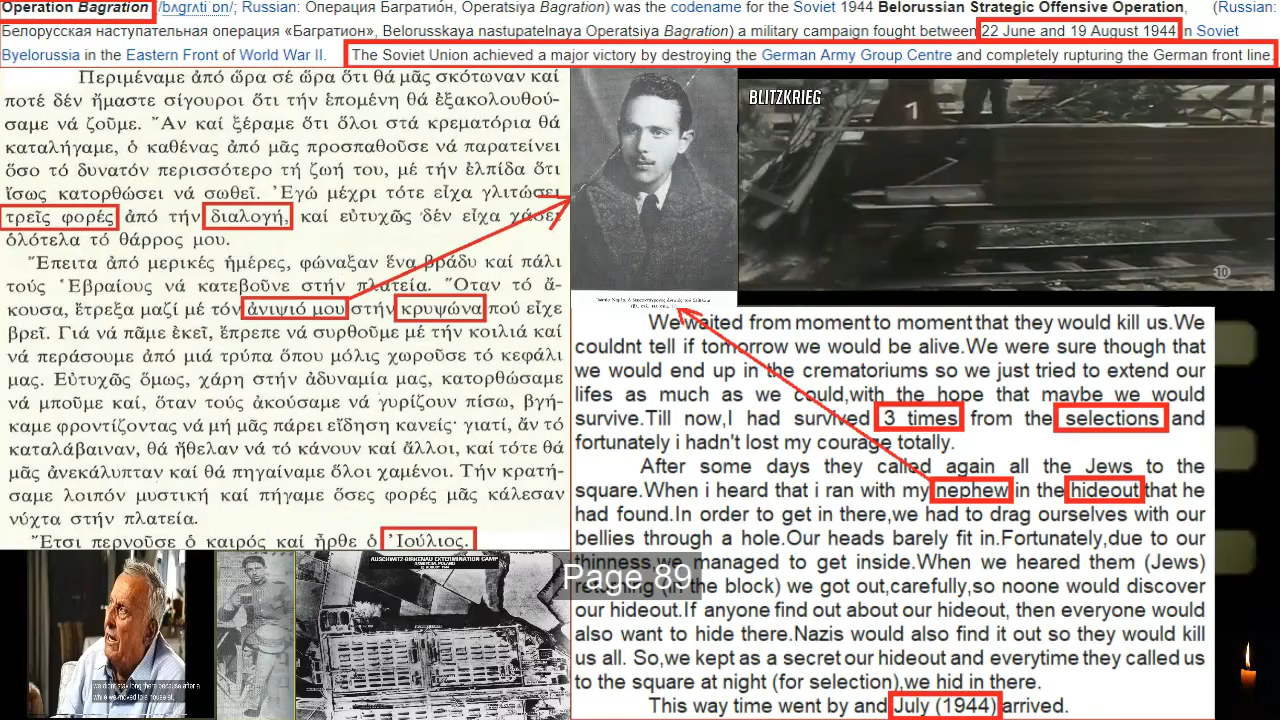 Operation Bagration /bʌɡrʌtiˈɒn/; Russian: Операция Багратио́н, Operatsiya Bagration) was the codename for the Soviet 1944 Belorussian Strategic Offensive Operation, (Russian:
Белорусская наступательная операция «Багратион», Belorusskaya nastupatelnaya Operatsiya Bagration) a military campaign fought between 22 June and 19 August 1944 in Soviet
Byelorussia in the Eastern Front of World War II. The Soviet Union achieved a major victory by destroying the German Army Group Centre and completely rupturing the German front line.
Περιμέναμε ἀπό ὥρα σέ ὥρα ὅτι θά μᾶς σκότωναν καί
ποτέ δέν ἤμαστε σίγουροι ὅτι τήν ἑπομένη θά ἐξακολουθού-
σαμε νά ζοῦμε. Ἄν καί ξέραμε ὅτι ὅλοι στά κρεματόρια θά
καταλήγαμε, ὁ καθένας ἀπό μᾶς προσπαθοῦσε νά παρατείνει
ὅσο τό δυνατόν περισσότερο τή ζωή του, μέ τήν ἐλπίδα ὅτι
ἴσως κατορθώσει νά σωθεῖ. Ἐγώ μέχρι τότε εἶχα γλιτώσει
τρεῖς φορές ἀπό τήν διαλογή, καί εὐτυχῶς δέν εἶχα χάσει
ὁλότελα τό θάρρος μου.
Ἔπειτα ἀπό μερικές ἡμέρες, φώναξαν ἕνα βράδυ καί πάλι
τούς Ἑβραίους νά κατεβοῦνε στήν πλατεία. Ὅταν τό ἄ-
κουσα, ἔτρεξα μαζί μέ τόν ἀνιψιό μου στήν κρυψώνα πού εἶχε
βρεῖ. Γιά νά πᾶμε ἐκεῖ, ἔπρεπε νά συρθοῦμε μέ τήν κοιλιά καί
νά περάσουμε ἀπό μιά τρύπα ὅπου μόλις χωροῦσε τό κεφάλι
μας. Εὐτυχῶς ὅμως, χάρη στήν ἀδυναμία μας, κατορθώσαμε
νά μποῦμε καί, ὅταν τούς ἀκούσαμε νά γυρίζουν πίσω, βγή-
καμε φροντίζοντας νά μή μᾶς πάρει εἴδηση κανείς· γιατί, ἄν τό
καταλάβαιναν, θά ἤθελαν νά τό κάνουν καί ἄλλοι, καί τότε θά
μᾶς ἀνεκάλυπταν καί θά πηγαίναμε ὅλοι χαμένοι. Τήν κρατή-
σαμε λοιπόν μυστική καί πήγαμε ὅσες φορές μᾶς κάλεσαν
νύχτα στήν πλατεία.
Ἔτσι περνοῦσε ὁ καιρός καί ἦρθε ὁ Ἰούλιος.
BLITZKRIEG
1
10
We waited from moment to moment that they would kill us.We
couldnt tell if tomorrow we would be alive.We were sure though that
we would end up in the crematoriums so we just tried to extend our
lifes as much as we could,with the hope that maybe we would
survive.Till now,I had survived 3 times from the selections and
fortunately i hadn't lost my courage totally.
After some days they called again all the Jews to the
square.When i heard that i ran with my nephew in the hideout that he
had found.In order to get in there,we had to drag ourselves with our
bellies through a hole.Our heads barely fit in.Fortunately,due to our
thinness,we managed to get inside.When we heard them (Jews)
returning (in the block) we got out,carefully,so noone would discover
our hideout.If anyone find out about our hideout, then everyone would
also want to hide there.Nazis would also find it out so they would kill
us all. So,we kept as a secret our hideout and everytime they called us
to the square at night (for selection),we hid in there.
This way time went by and July (1944) arrived.
Page 89
we didnt stay long there because after a
while we moved to a house at,
AUSCHWITZ-BIRKENAU EXTERMINATION CAMP